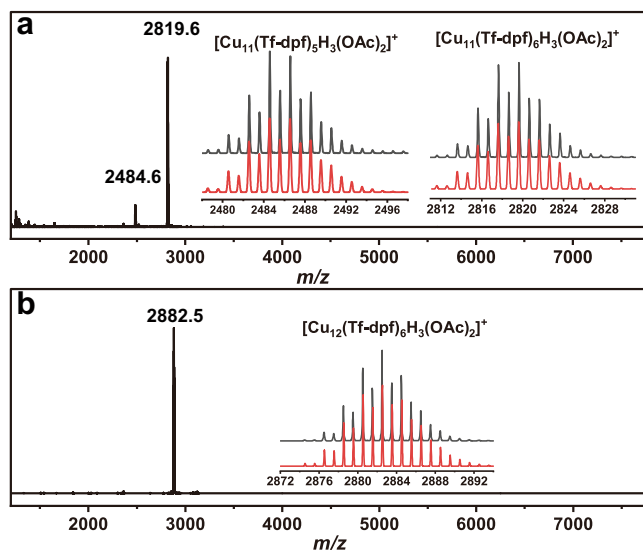 a
2819.6
2484.6
[Cu₁₁(Tf-dpf)₅H₃(OAc)₂]⁺
[Cu₁₁(Tf-dpf)₆H₃(OAc)₂]⁺
2480 2484 2488 2492 2496
2812 2816 2820 2824 2828
2000 3000 4000 5000 6000 7000
m/z
b
2882.5
[Cu₁₂(Tf-dpf)₆H₃(OAc)₂]⁺
2872 2876 2880 2884 2888 2892
2000 3000 4000 5000 6000 7000
m/z